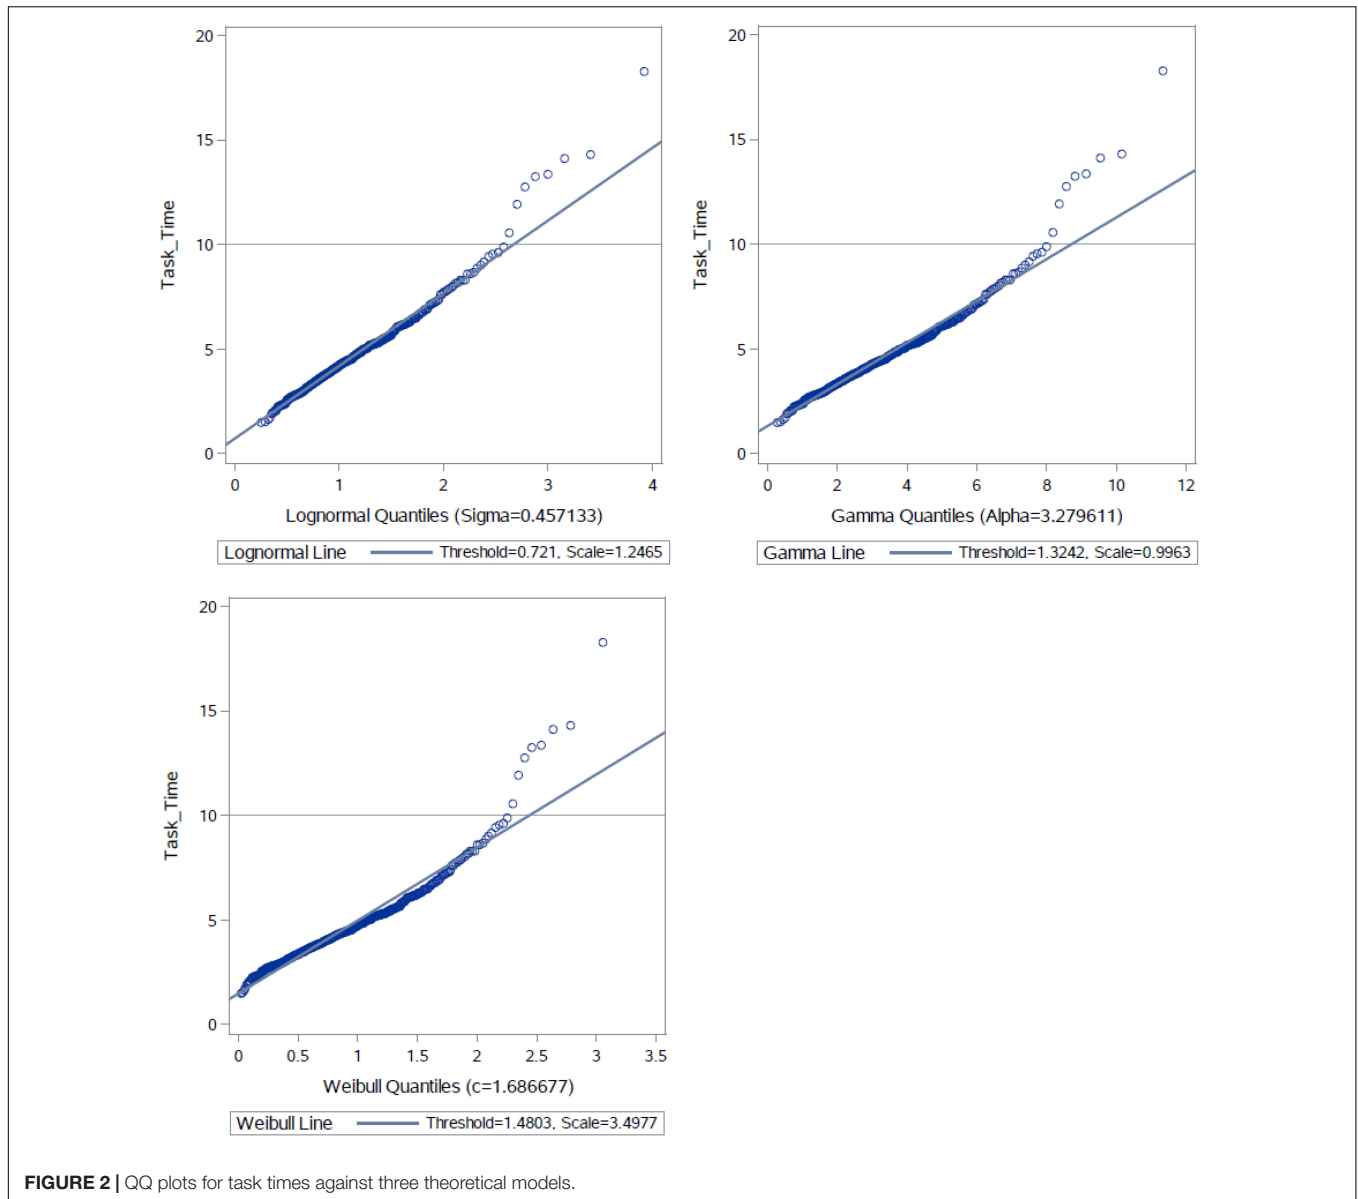 20
15
10
5
0
Task_Time
0 1 2 3 4
Lognormal Quantiles (Sigma=0.457133)
Lognormal Line Threshold=0.721, Scale=1.2465
20
15
10
5
0
Task_Time
0 2 4 6 8 10 12
Gamma Quantiles (Alpha=3.279611)
Gamma Line Threshold=1.3242, Scale=0.9963
20
15
10
5
0
Task_Time
0 0.5 1 1.5 2 2.5 3 3.5
Weibull Quantiles (c=1.686677)
Weibull Line Threshold=1.4803, Scale=3.4977
FIGURE 2 | QQ plots for task times against three theoretical models.